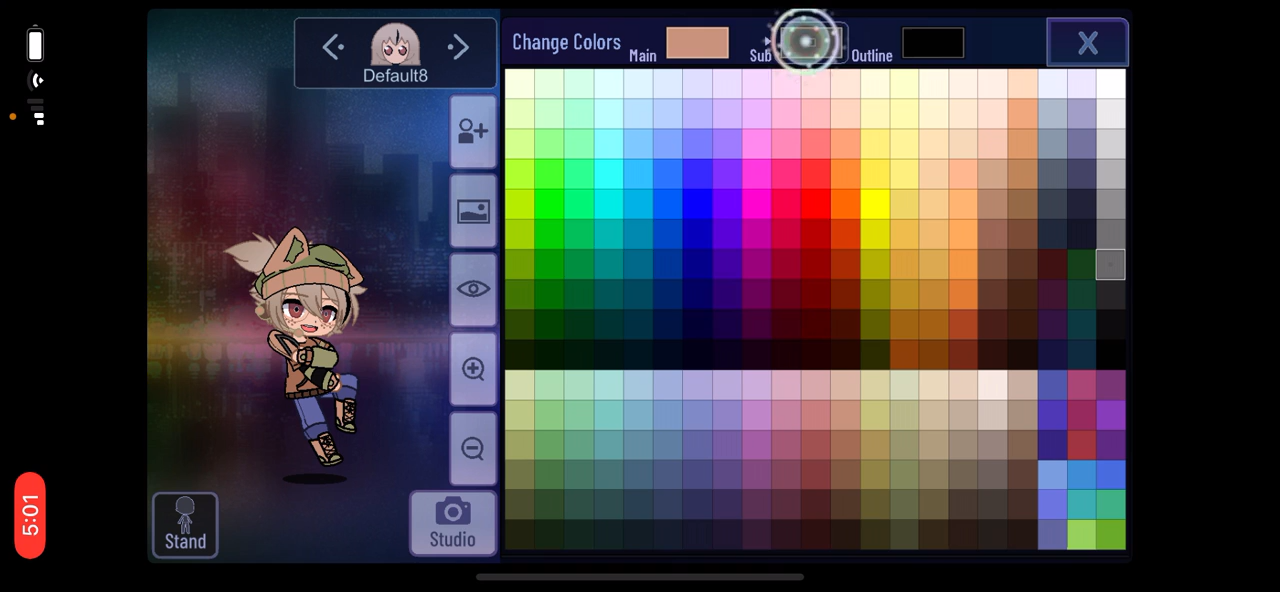 Default8
Change Colors
Main
Sub
Outline
X
5:01
Stand
Studio